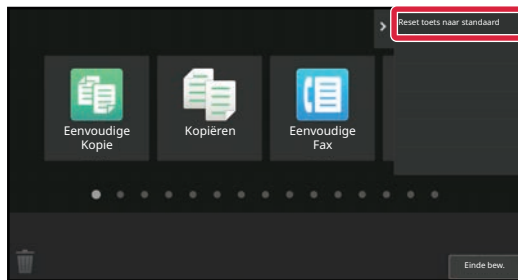 Reset toets naar standaard
Eenvoudige
Kopie
Kopiëren
Eenvoudige
Fax
Einde bew.